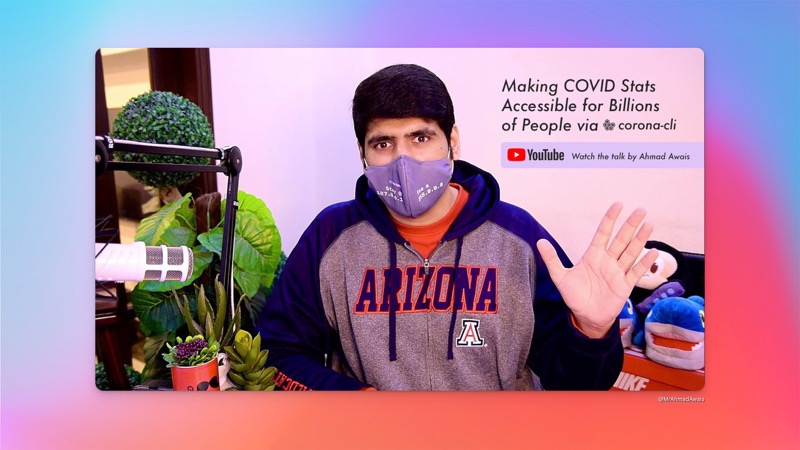 Making COVID Stats
Accessible for Billions
of People via corona-cli
YouTube Watch the talk by Ahmad Awais
ARIZONA
A
NIKE
@MrAhmadAwais